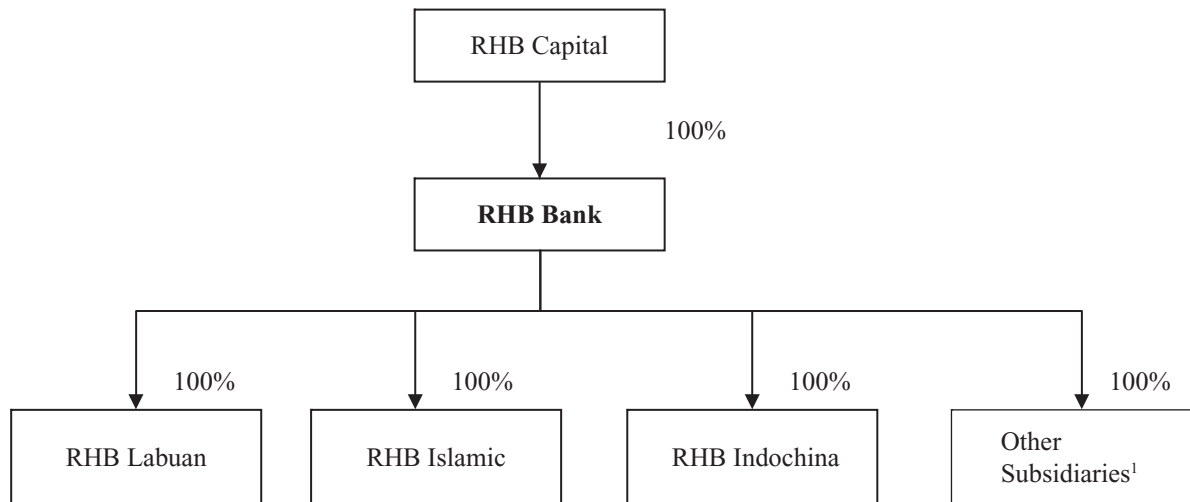 RHB Capital
100%
RHB Bank
100%
100%
100%
100%
RHB Labuan
RHB Islamic
RHB Indochina
Other
Subsidiaries¹